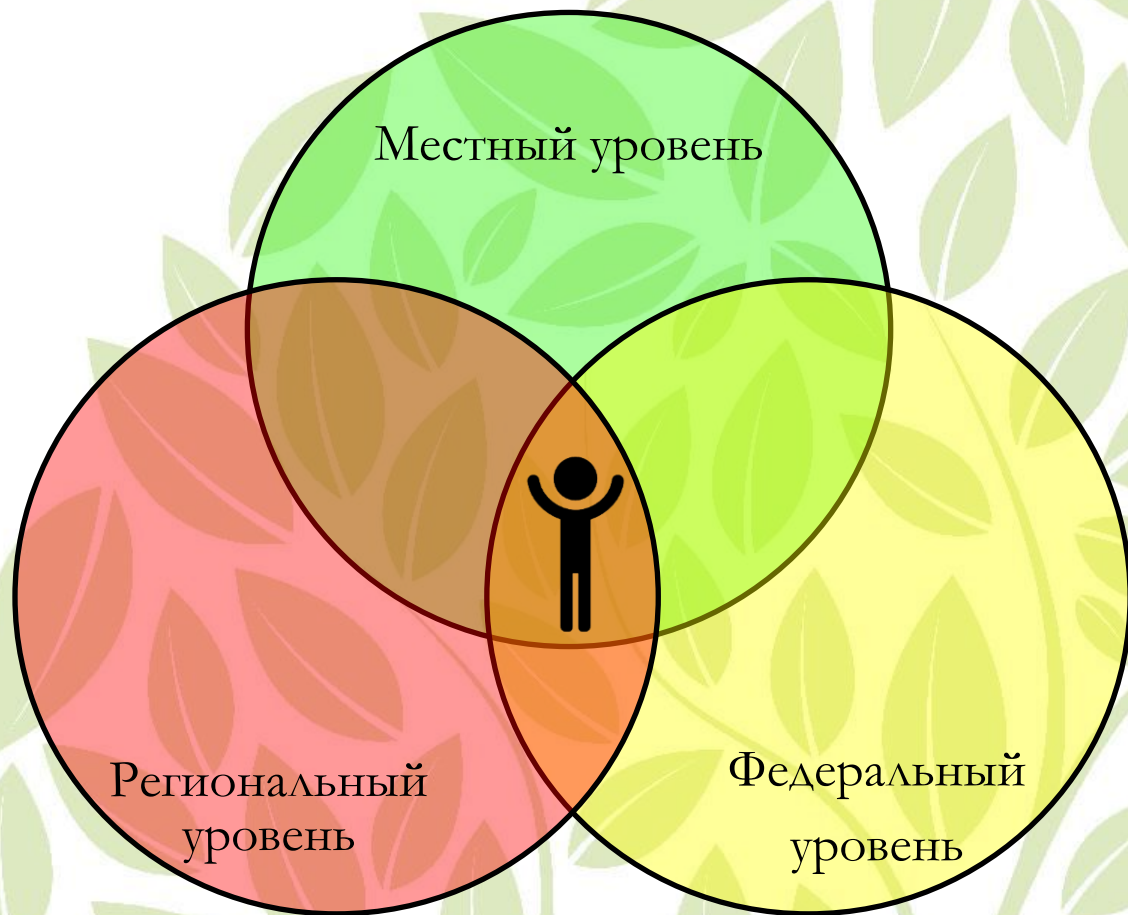 Местный уровень
Региональный
уровень
Федеральный
уровень